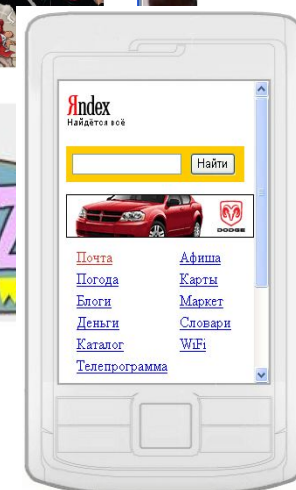 Яndex
Найдётся всё
Найти
DODGE
Почта Афиша
Погода Карты
Блоги Маркет
Деньги Словари
Каталог WiFi
Телепрограмма